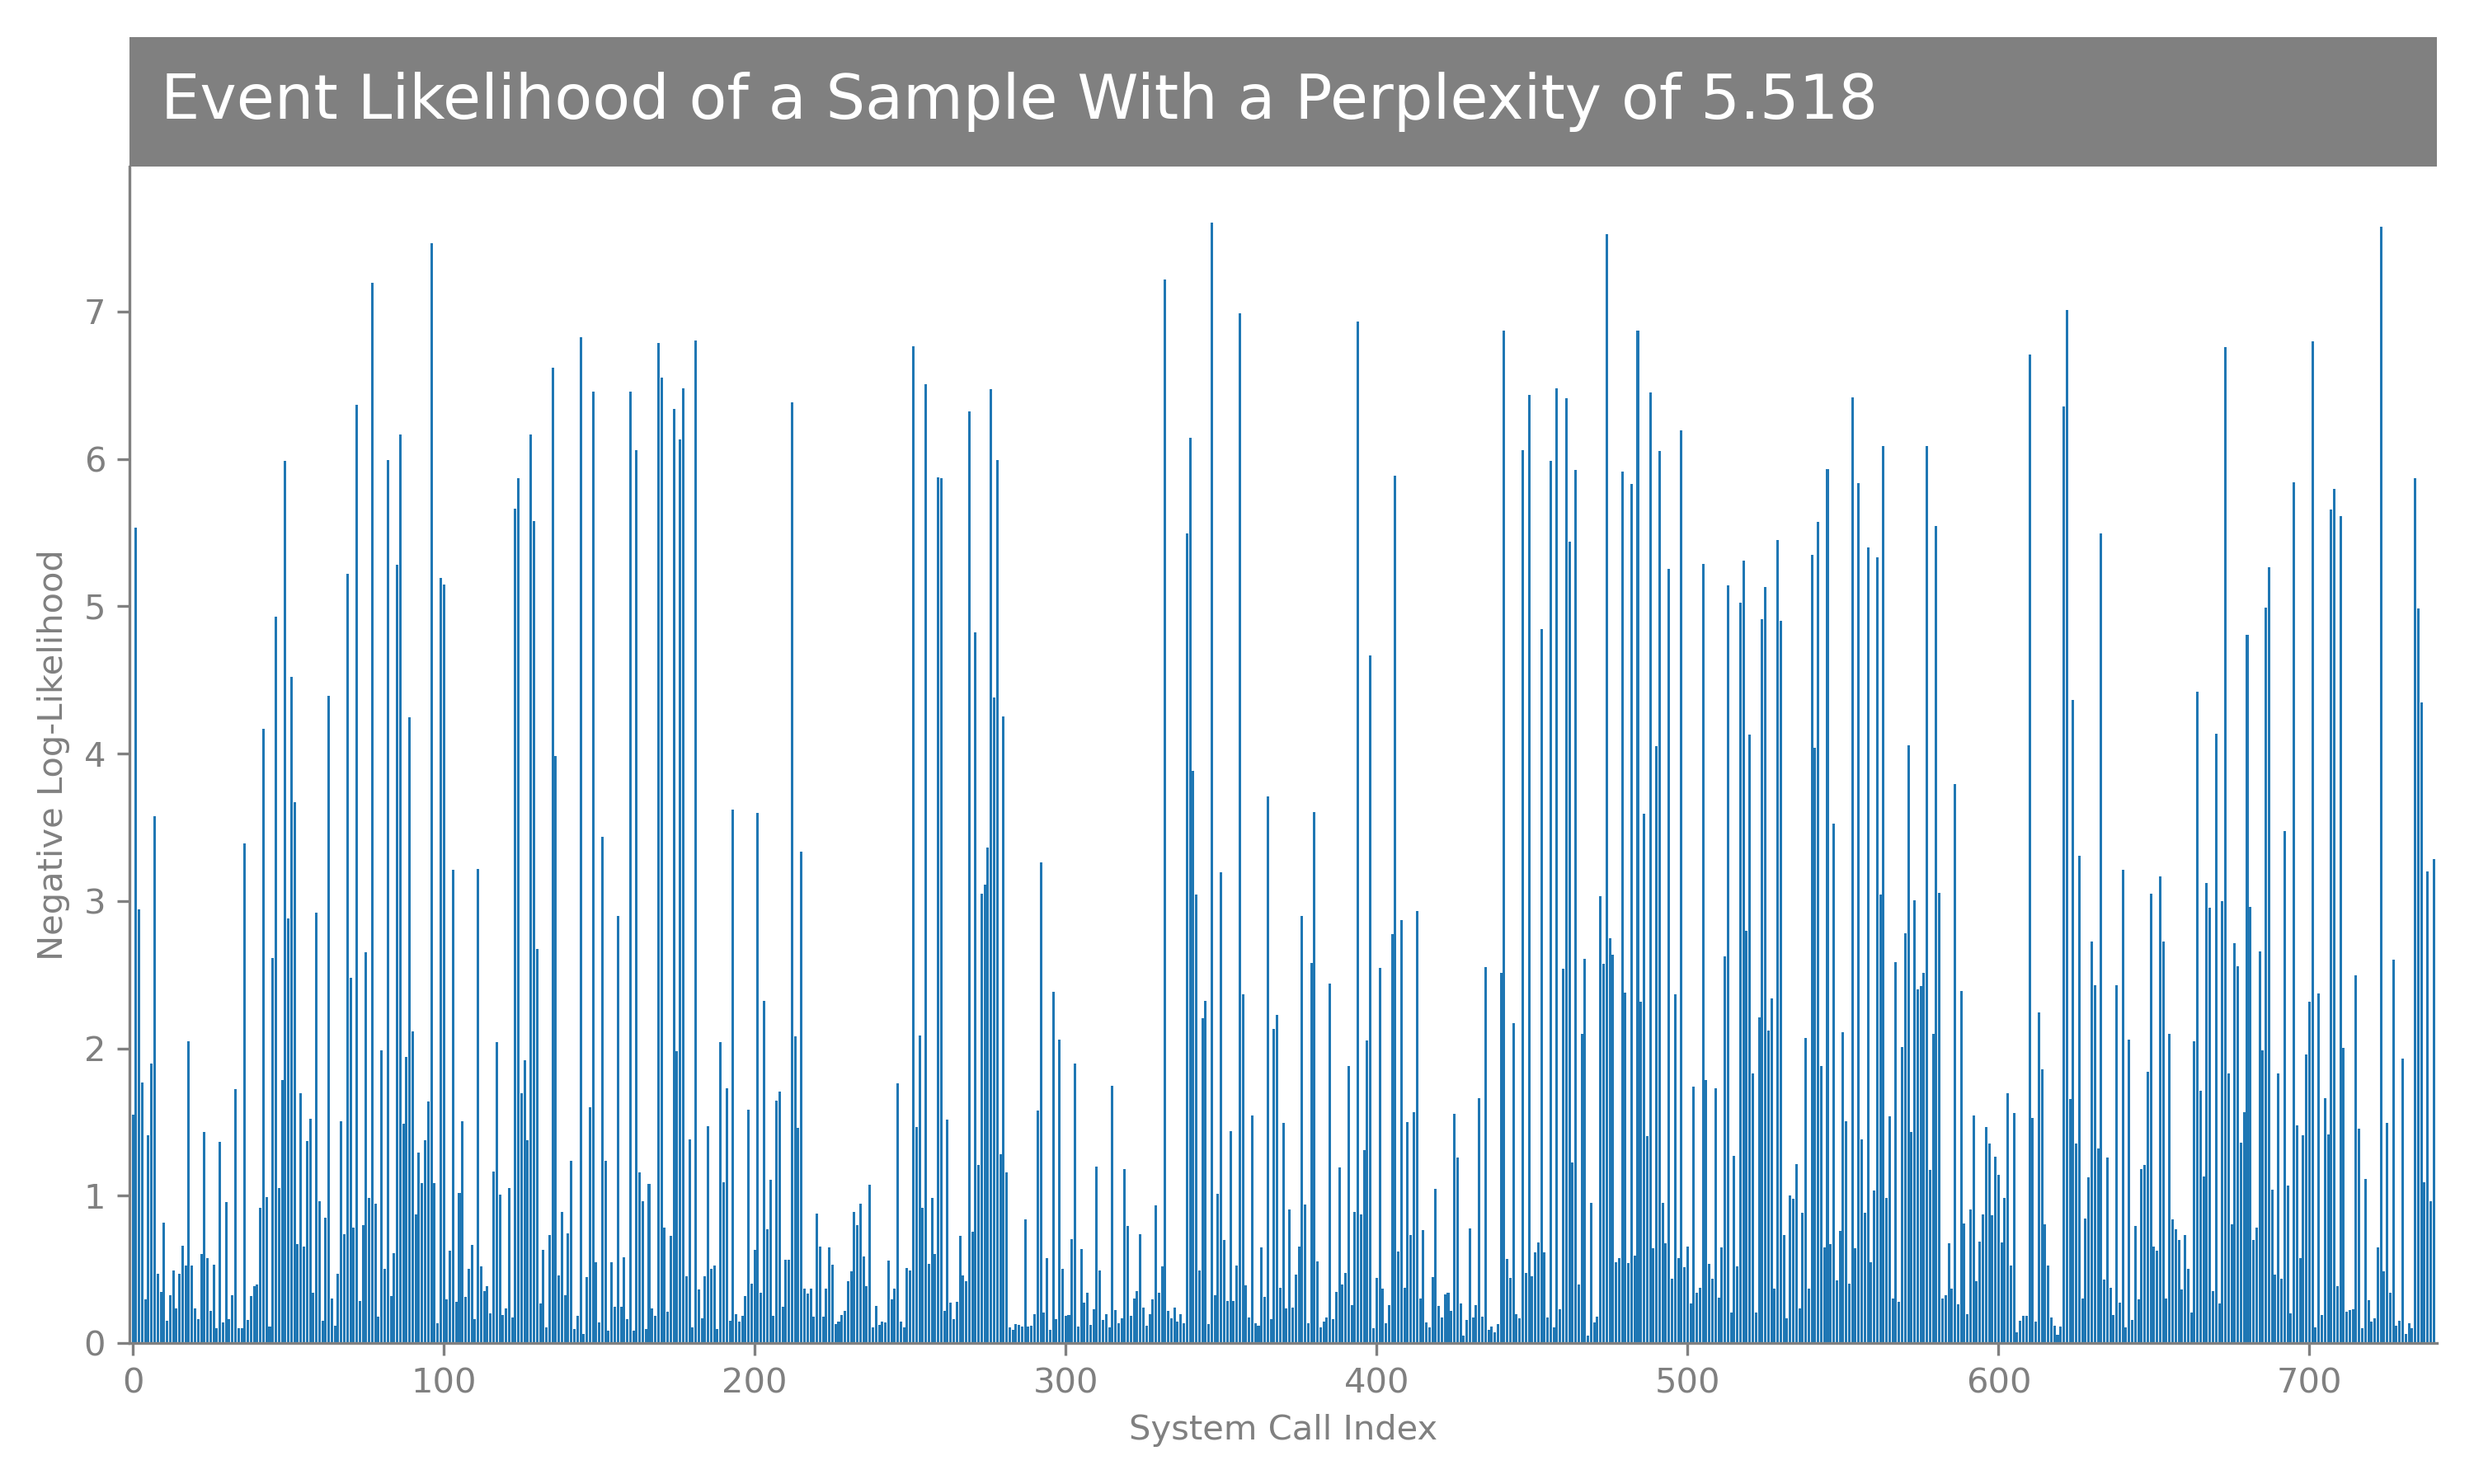 Event Likelihood of a Sample With a Perplexity of 5.518
Negative Log-Likelihood
7
6
5
4
3
2
1
0
0 100 200 300 400 500 600 700
System Call Index